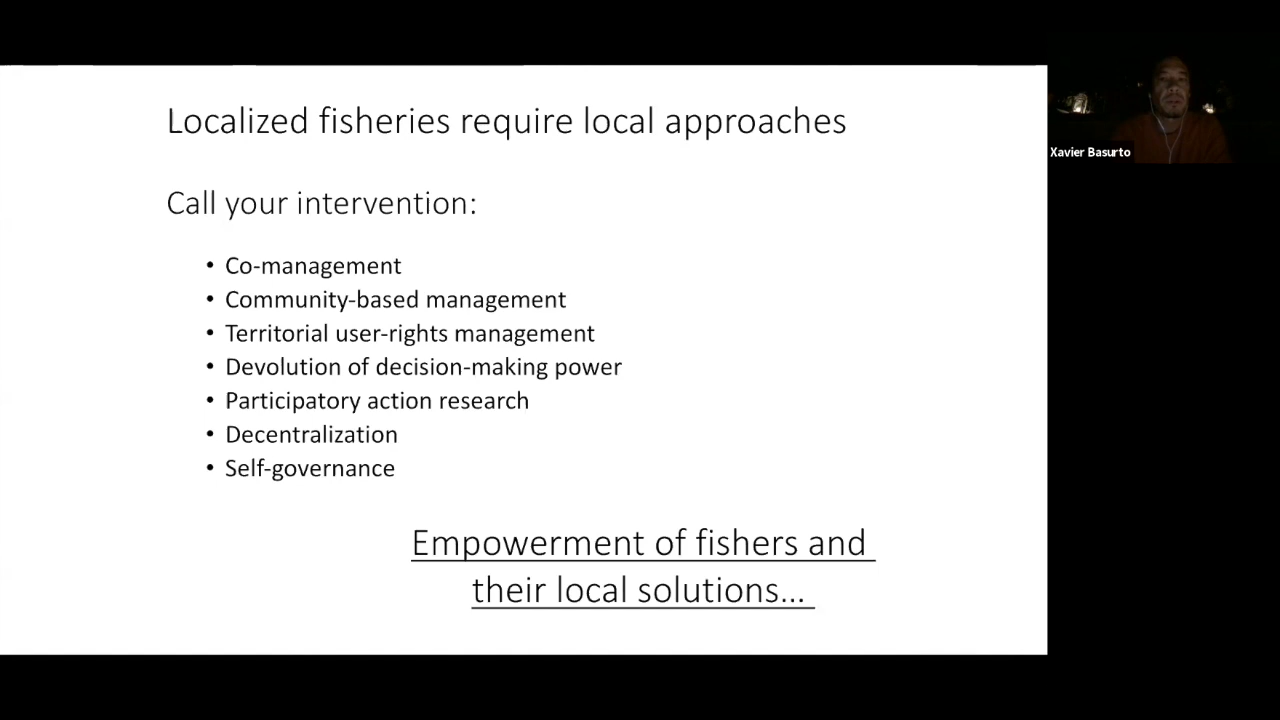 Localized fisheries require local approaches
Call your intervention:
• Co-management
• Community-based management
• Territorial user-rights management
• Devolution of decision-making power
• Participatory action research
• Decentralization
• Self-governance
Empowerment of fishers and
their local solutions...
Xavier Basurto